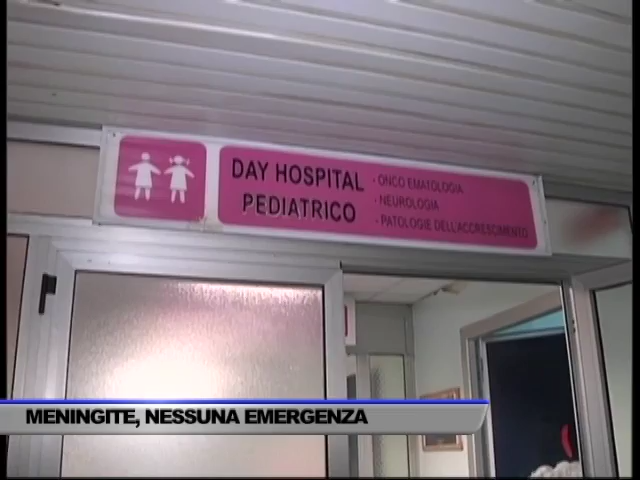 DAY HOSPITAL
PEDIATRICO
- ONCO EMATOLOGIA
- NEUROLOGIA
- PATOLOGIE DELL'ACCRESCIMENTO
MENINGITE, NESSUNA EMERGENZA